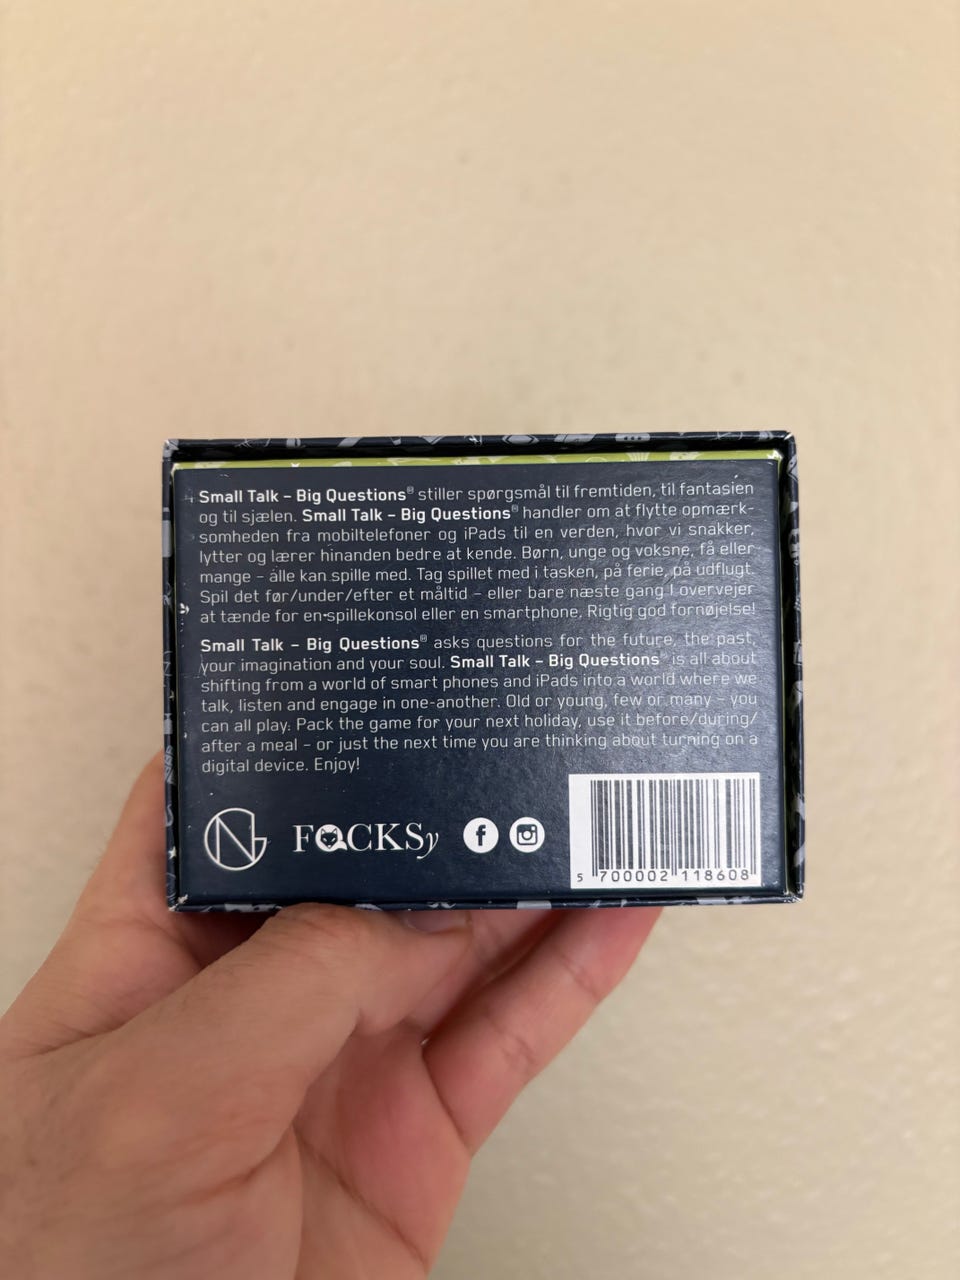 Small Talk – Big Questions® stiller spørgsmål til fremtiden, til fantasien
og til sjælen. Small Talk – Big Questions® handler om at flytte opmærk-
somheden fra mobiltelefoner og iPads til en verden, hvor vi snakker,
lytter og lærer hinanden bedre at kende. Børn, unge og voksne, få eller
mange – alle kan spille med. Tag spillet med i tasken, på ferie, på udflugt.
Spil det før/under/efter et måltid – eller bare næste gang I overvejer
at tænde for en spillekonsol eller en smartphone. Rigtig god fornøjelse!
Small Talk – Big Questions® asks questions for the future, the past,
your imagination and your soul. Small Talk – Big Questions® is all about
shifting from a world of smart phones and iPads into a world where we
talk, listen and engage in one-another. Old or young, few or many – you
can all play. Pack the game for your next holiday, use it before/during/
after a meal – or just the next time you are thinking about turning on a
digital device. Enjoy!
FOCKSy
5 700002 118608